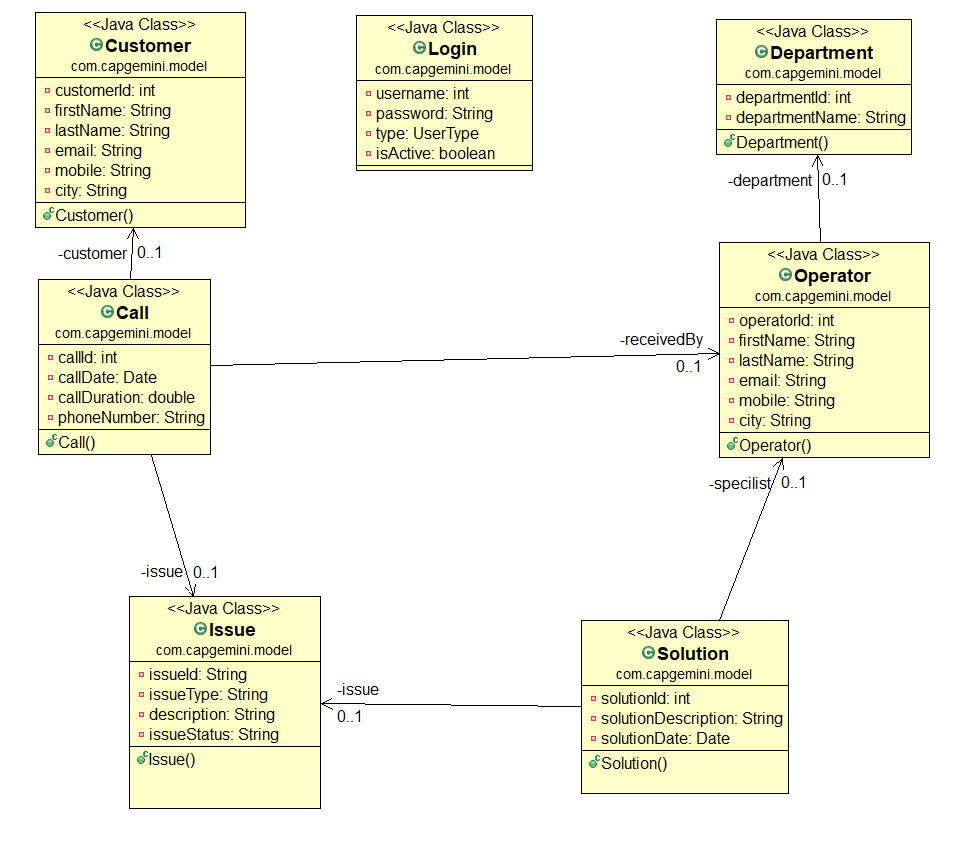 <<Java Class>>
Customer
com.capgemini.model
customerId: int
firstName: String
lastName: String
email: String
mobile: String
city: String
Customer()
<<Java Class>>
Login
com.capgemini.model
username: int
password: String
type: UserType
isActive: boolean
<<Java Class>>
Department
com.capgemini.model
departmentId: int
departmentName: String
Department()
-department 0..1
-customer 0..1
<<Java Class>>
Call
com.capgemini.model
callId: int
callDate: Date
callDuration: double
phoneNumber: String
Call()
-receivedBy
0..1
<<Java Class>>
Operator
com.capgemini.model
operatorId: int
firstName: String
lastName: String
email: String
mobile: String
city: String
Operator()
-specilist 0..1
-issue 0..1
<<Java Class>>
Issue
com.capgemini.model
issueId: String
issueType: String
description: String
issueStatus: String
Issue()
-issue
0..1
<<Java Class>>
Solution
com.capgemini.model
solutionId: int
solutionDescription: String
solutionDate: Date
Solution()